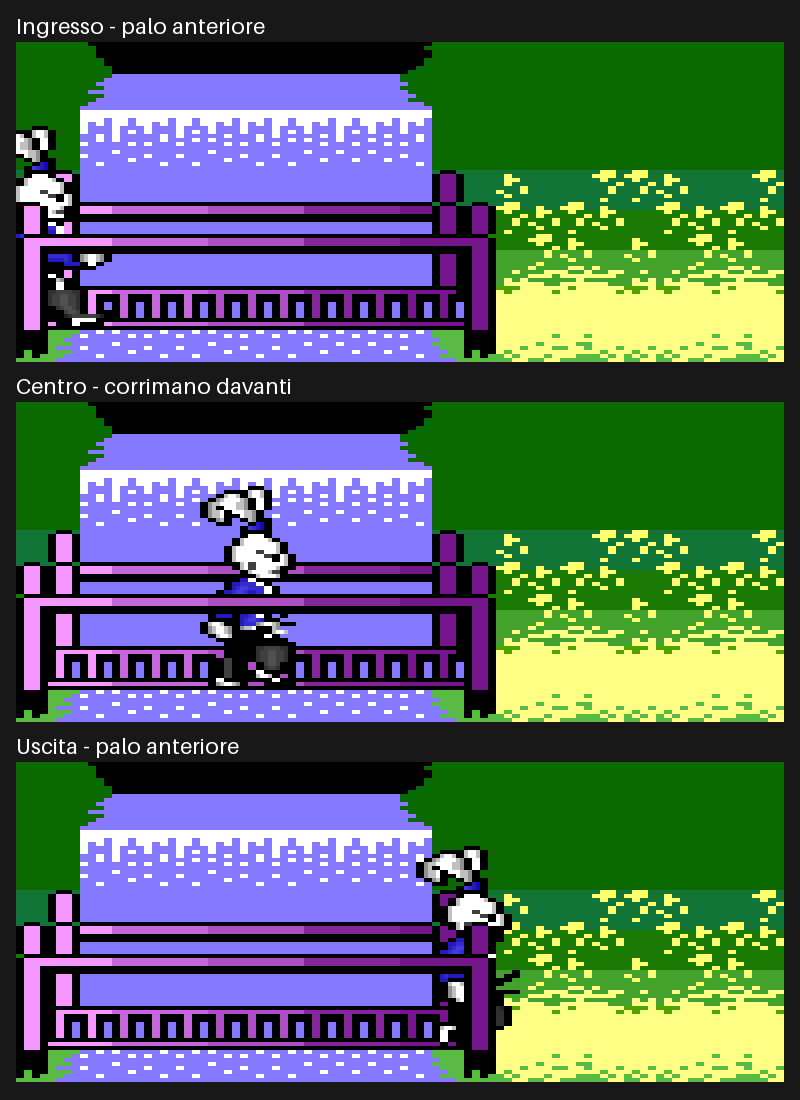 Ingresso - palo anteriore
Centro - corrimano davanti
Uscita - palo anteriore